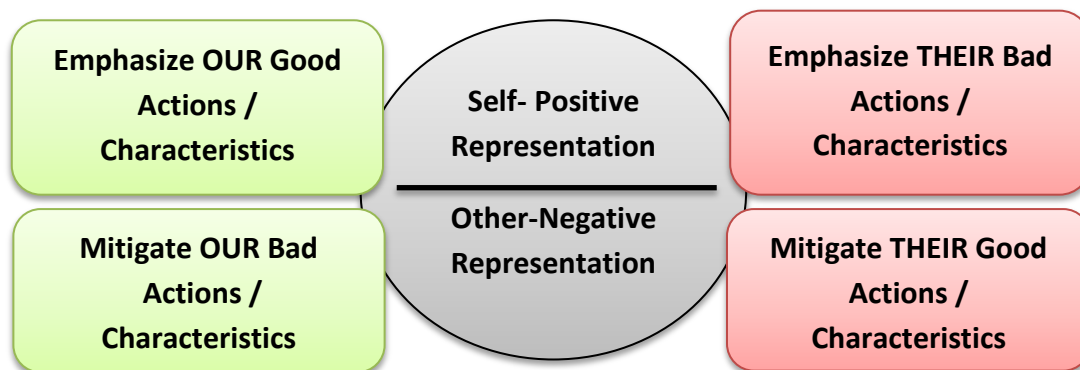 Emphasize OUR Good
Actions /
Characteristics
Mitigate OUR Bad
Actions /
Characteristics
Self- Positive
Representation
Other-Negative
Representation
Emphasize THEIR Bad
Actions /
Characteristics
Mitigate THEIR Good
Actions /
Characteristics